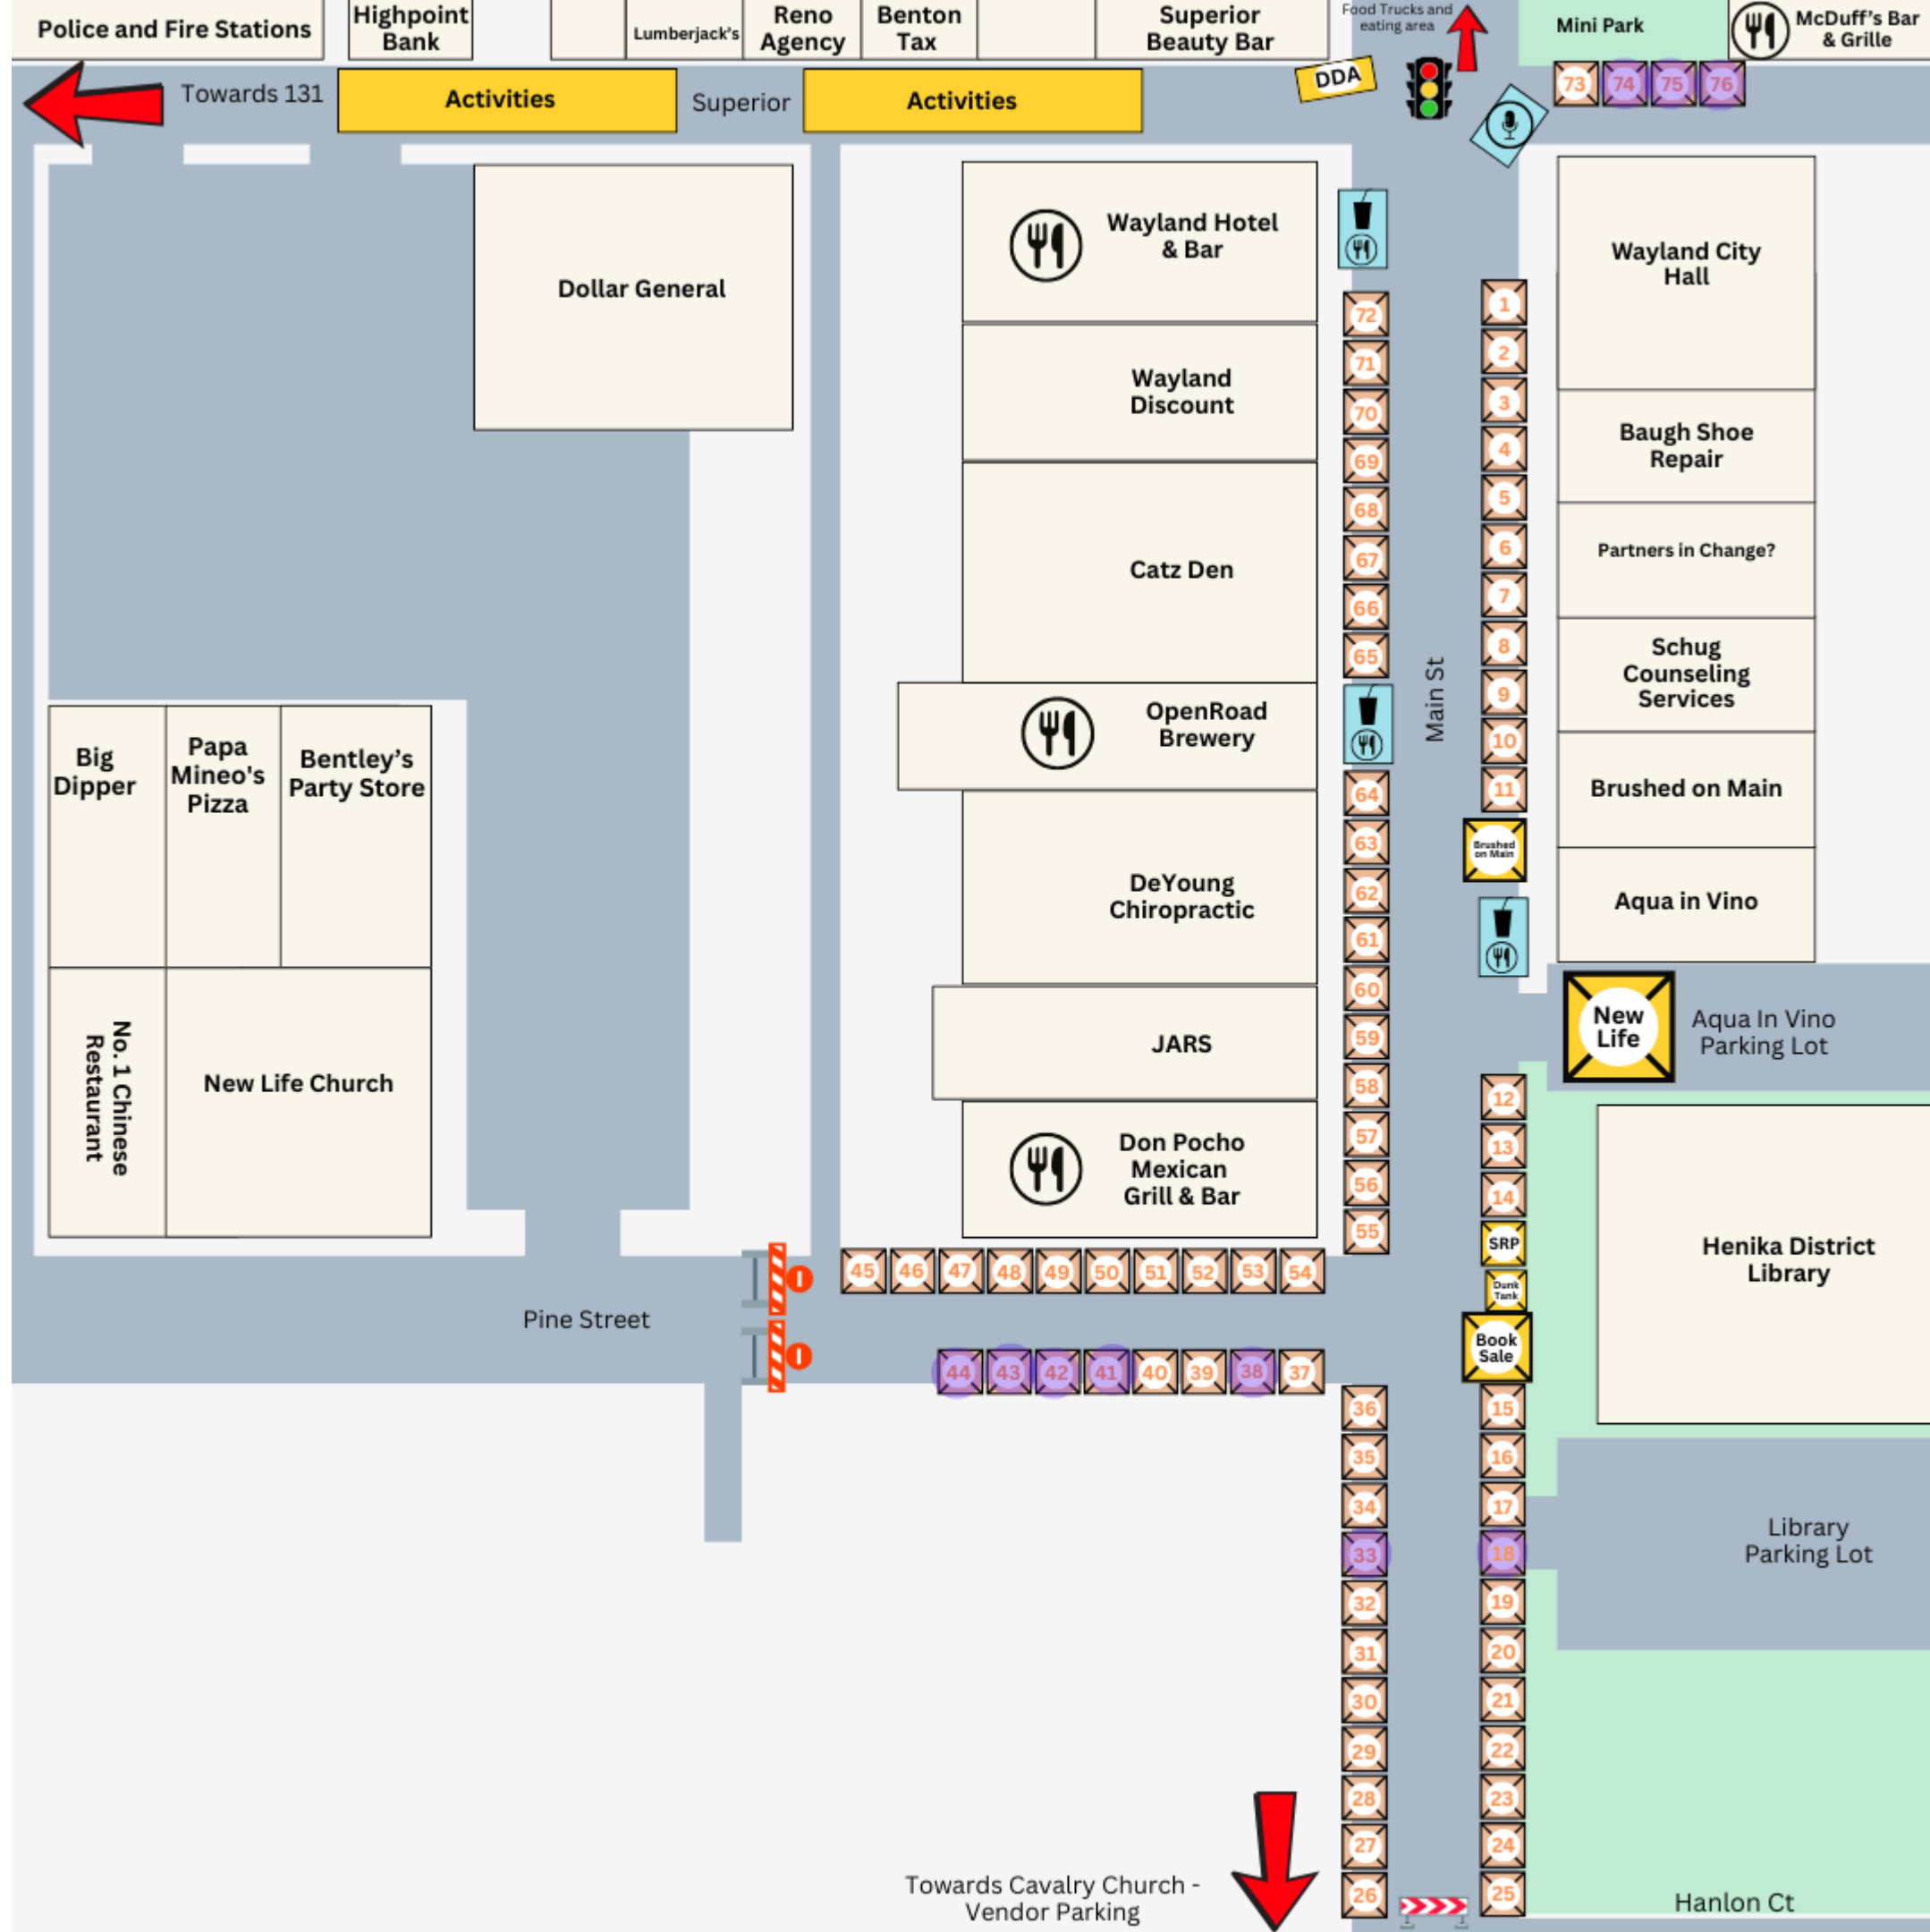 Police and Fire Stations
Highpoint
Bank
Lumberjack's
Reno
Agency
Benton
Tax
Superior
Beauty Bar
Food Trucks and
eating area
Mini Park
McDuff's Bar
& Grille
Towards 131
Activities
Superior
Activities
DDA
73
74
75
76
Dollar General
Wayland Hotel
& Bar
Wayland
Discount
Catz Den
OpenRoad
Brewery
DeYoung
Chiropractic
JARS
Don Pocho
Mexican
Grill & Bar
72
71
70
69
68
67
66
65
64
63
62
61
60
59
58
57
56
55
Main St
1
2
3
4
5
6
7
8
9
10
11
Brushed
on Main
Wayland City
Hall
Baugh Shoe
Repair
Partners in Change?
Schug
Counseling
Services
Brushed on Main
Aqua in Vino
New
Life
Aqua In Vino
Parking Lot
Big
Dipper
Papa
Mineo's
Pizza
Bentley's
Party Store
No. 1 Chinese
Restaurant
New Life Church
12
13
14
SRP
Dunk
Tank
Book
Sale
Henika District
Library
Pine Street
45
46
47
48
49
50
51
52
53
54
44
43
42
41
40
39
38
37
36
35
34
33
32
31
30
29
28
27
26
15
16
17
18
19
20
21
22
23
24
25
Library
Parking Lot
Towards Cavalry Church -
Vendor Parking
Hanlon Ct